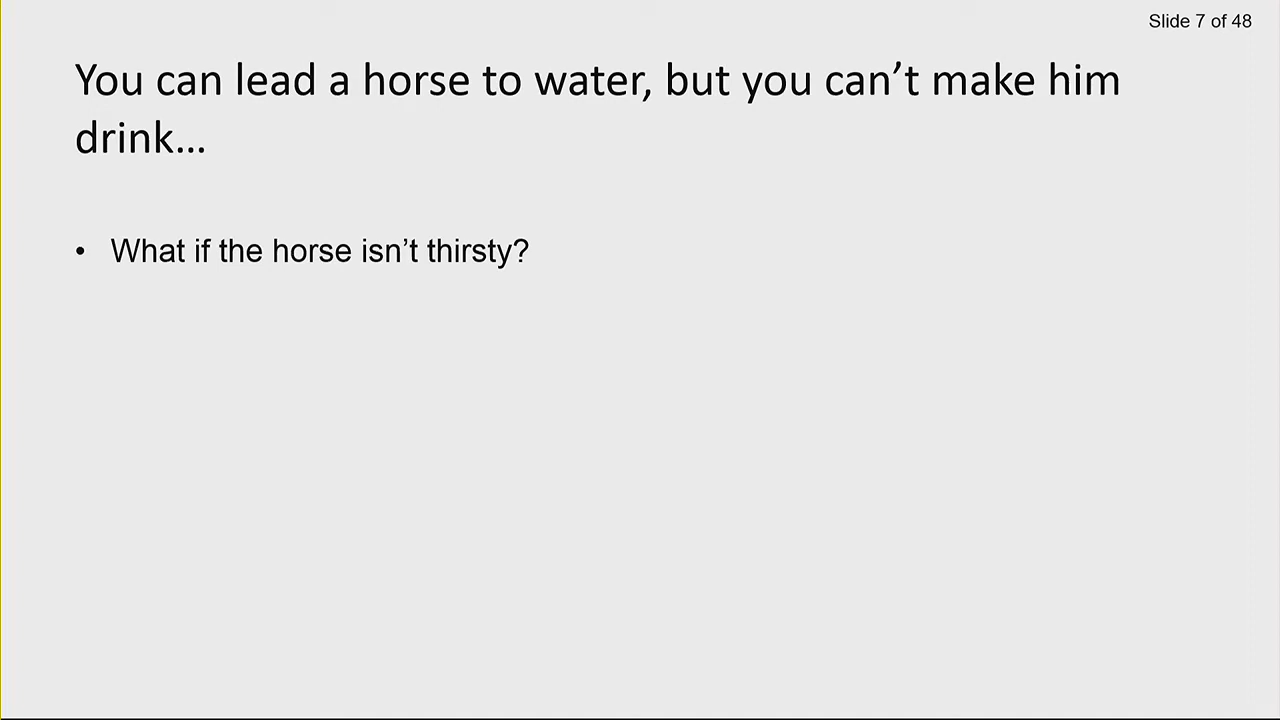 Slide 7 of 48
You can lead a horse to water, but you can’t make him
drink…
• What if the horse isn’t thirsty?